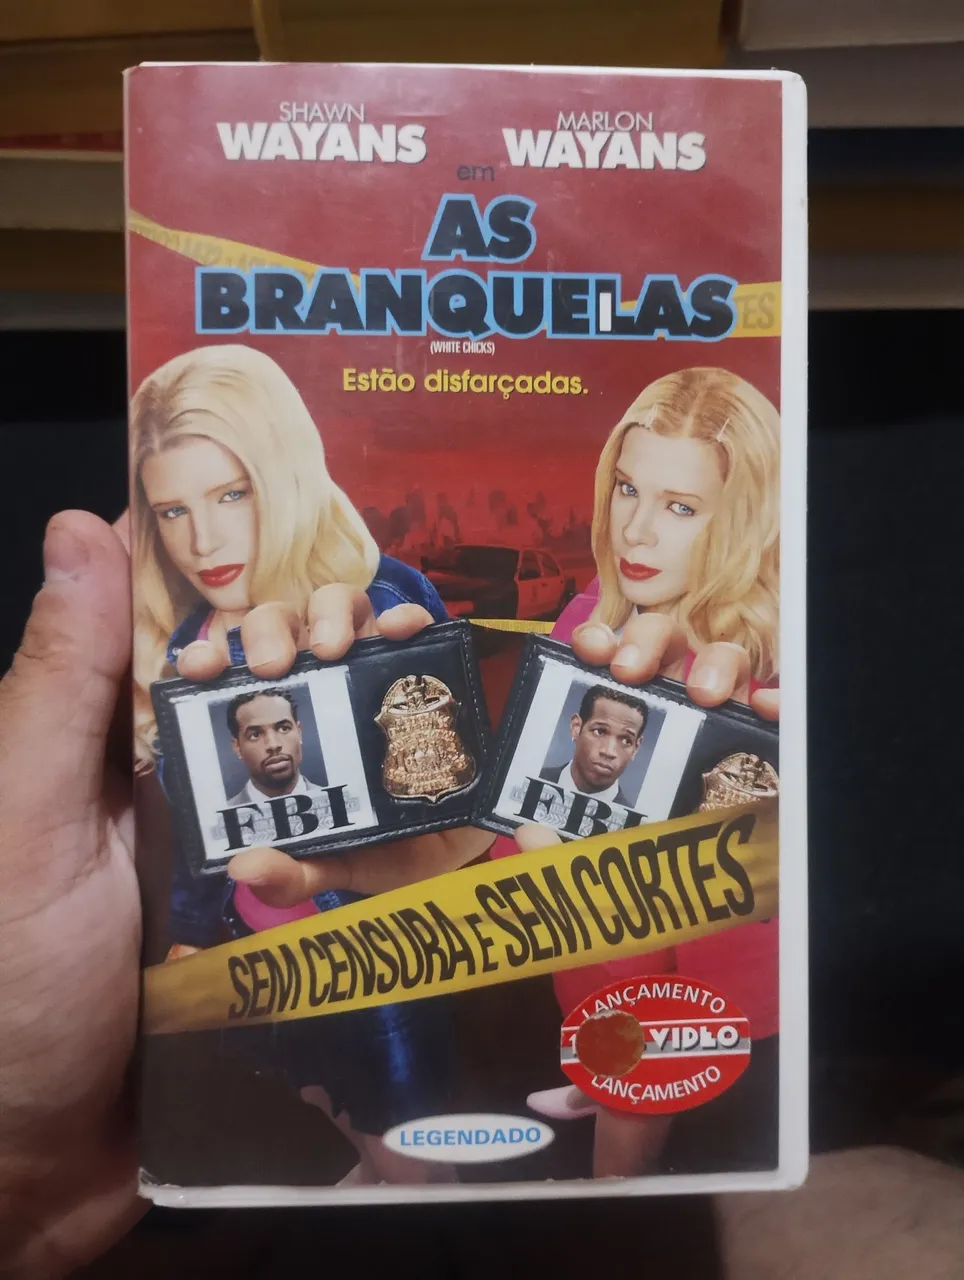 SHAWN
WAYANS
MARLON
WAYANS
em
AS
BRANQUELAS
(WHITE CHICKS)
Estão disfarçadas.
FBI
FBI
SEM CENSURA E SEM CORTES
LANÇAMENTO
VIDEO
LANÇAMENTO
LEGENDADO